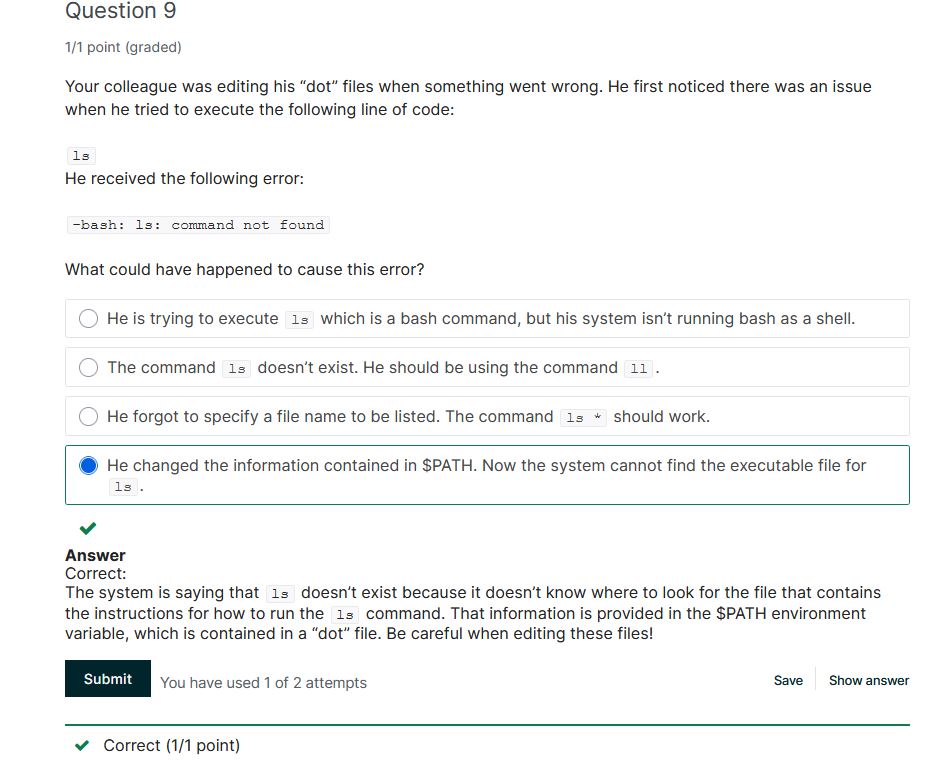 Question 9
1/1 point (graded)
Your colleague was editing his “dot” files when something went wrong. He first noticed there was an issue
when he tried to execute the following line of code:
ls
He received the following error:
-bash: ls: command not found
What could have happened to cause this error?
He is trying to execute ls which is a bash command, but his system isn’t running bash as a shell.
The command ls doesn’t exist. He should be using the command ll .
He forgot to specify a file name to be listed. The command ls * should work.
He changed the information contained in $PATH. Now the system cannot find the executable file for
ls .
Answer
Correct:
The system is saying that ls doesn’t exist because it doesn’t know where to look for the file that contains
the instructions for how to run the ls command. That information is provided in the $PATH environment
variable, which is contained in a “dot” file. Be careful when editing these files!
Submit You have used 1 of 2 attempts Save Show answer
Correct (1/1 point)